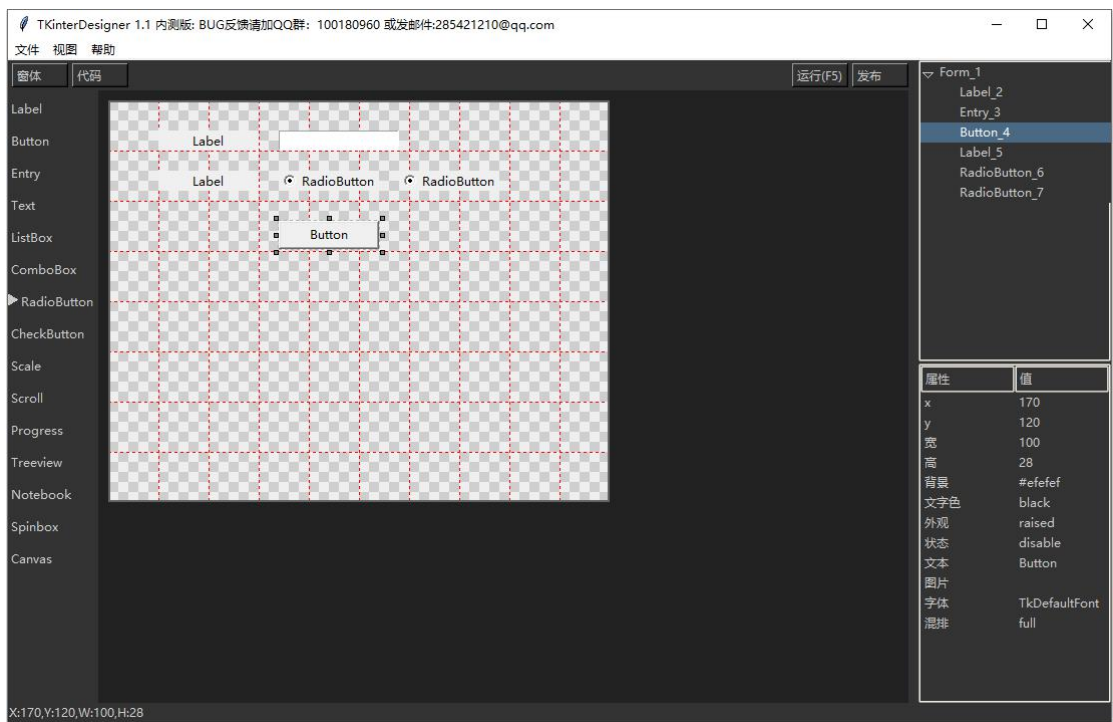 TKinterDesigner 1.1 内测版: BUG反馈请加QQ群：100180960 或发邮件:285421210@qq.com
文件 视图 帮助
窗体 代码 运行(F5) 发布
Label
Button
Entry
Text
ListBox
ComboBox
RadioButton
CheckButton
Scale
Scroll
Progress
Treeview
Notebook
Spinbox
Canvas
Label
Label RadioButton RadioButton
Button
Form_1
Label_2
Entry_3
Button_4
Label_5
RadioButton_6
RadioButton_7
属性 值
x 170
y 120
宽 100
高 28
背景 #efefef
文字色 black
外观 raised
状态 disable
文本 Button
图片
字体 TkDefaultFont
混排 full
X:170,Y:120,W:100,H:28